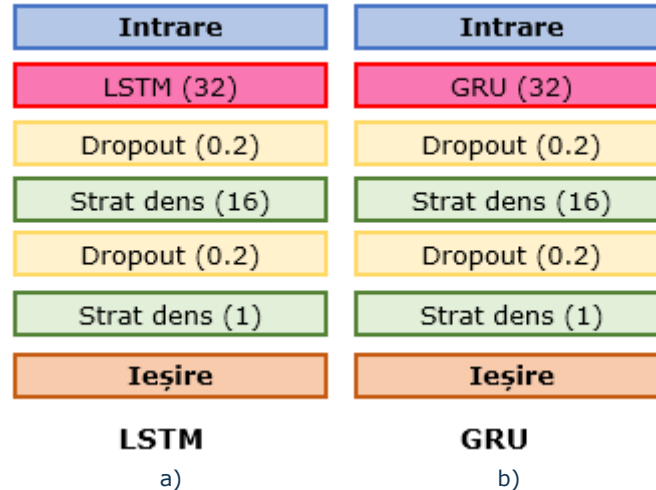 Intrare
LSTM (32)
Dropout (0.2)
Strat dens (16)
Dropout (0.2)
Strat dens (1)
Ieșire
LSTM
a)
Intrare
GRU (32)
Dropout (0.2)
Strat dens (16)
Dropout (0.2)
Strat dens (1)
Ieșire
GRU
b)